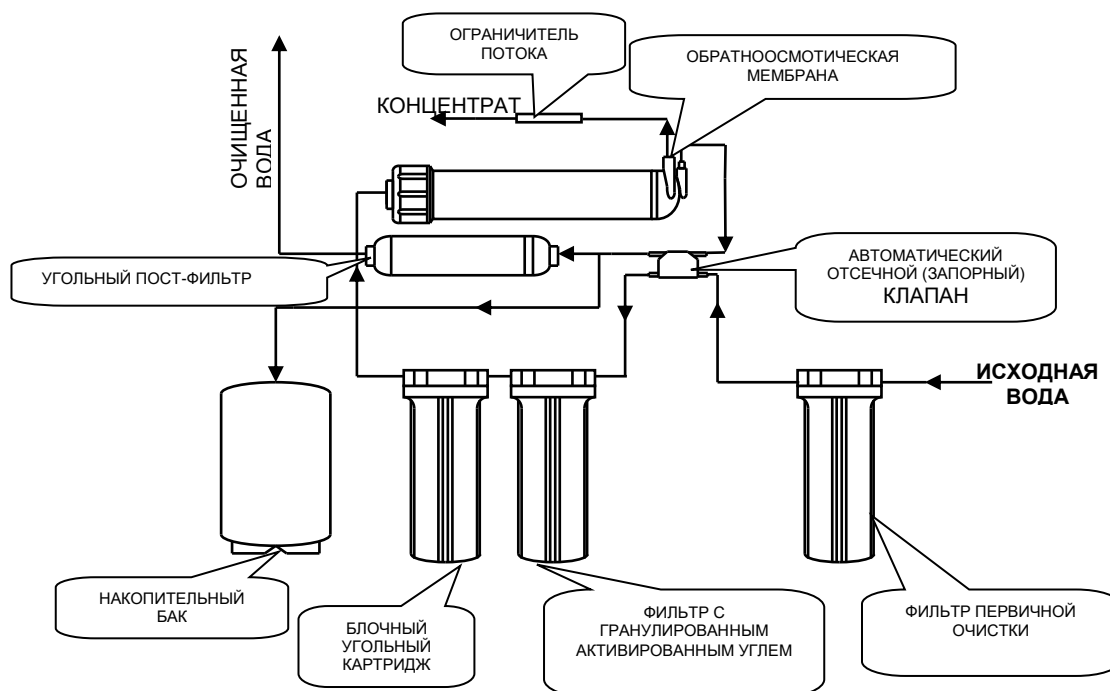 ОГРАНИЧИТЕЛЬ
ПОТОКА
ОБРАТНООСМОТИЧЕСКАЯ
МЕМБРАНА
КОНЦЕНТРАТ
ОЧИЩЕННАЯ
ВОДА
УГОЛЬНЫЙ ПОСТ-ФИЛЬТР
АВТОМАТИЧЕСКИЙ
ОТСЕЧНОЙ (ЗАПОРНЫЙ)
КЛАПАН
ИСХОДНАЯ
ВОДА
НАКОПИТЕЛЬНЫЙ
БАК
БЛОЧНЫЙ
УГОЛЬНЫЙ
КАРТРИДЖ
ФИЛЬТР С
ГРАНУЛИРОВАННЫМ
АКТИВИРОВАННЫМ УГЛЕМ
ФИЛЬТР ПЕРВИЧНОЙ
ОЧИСТКИ